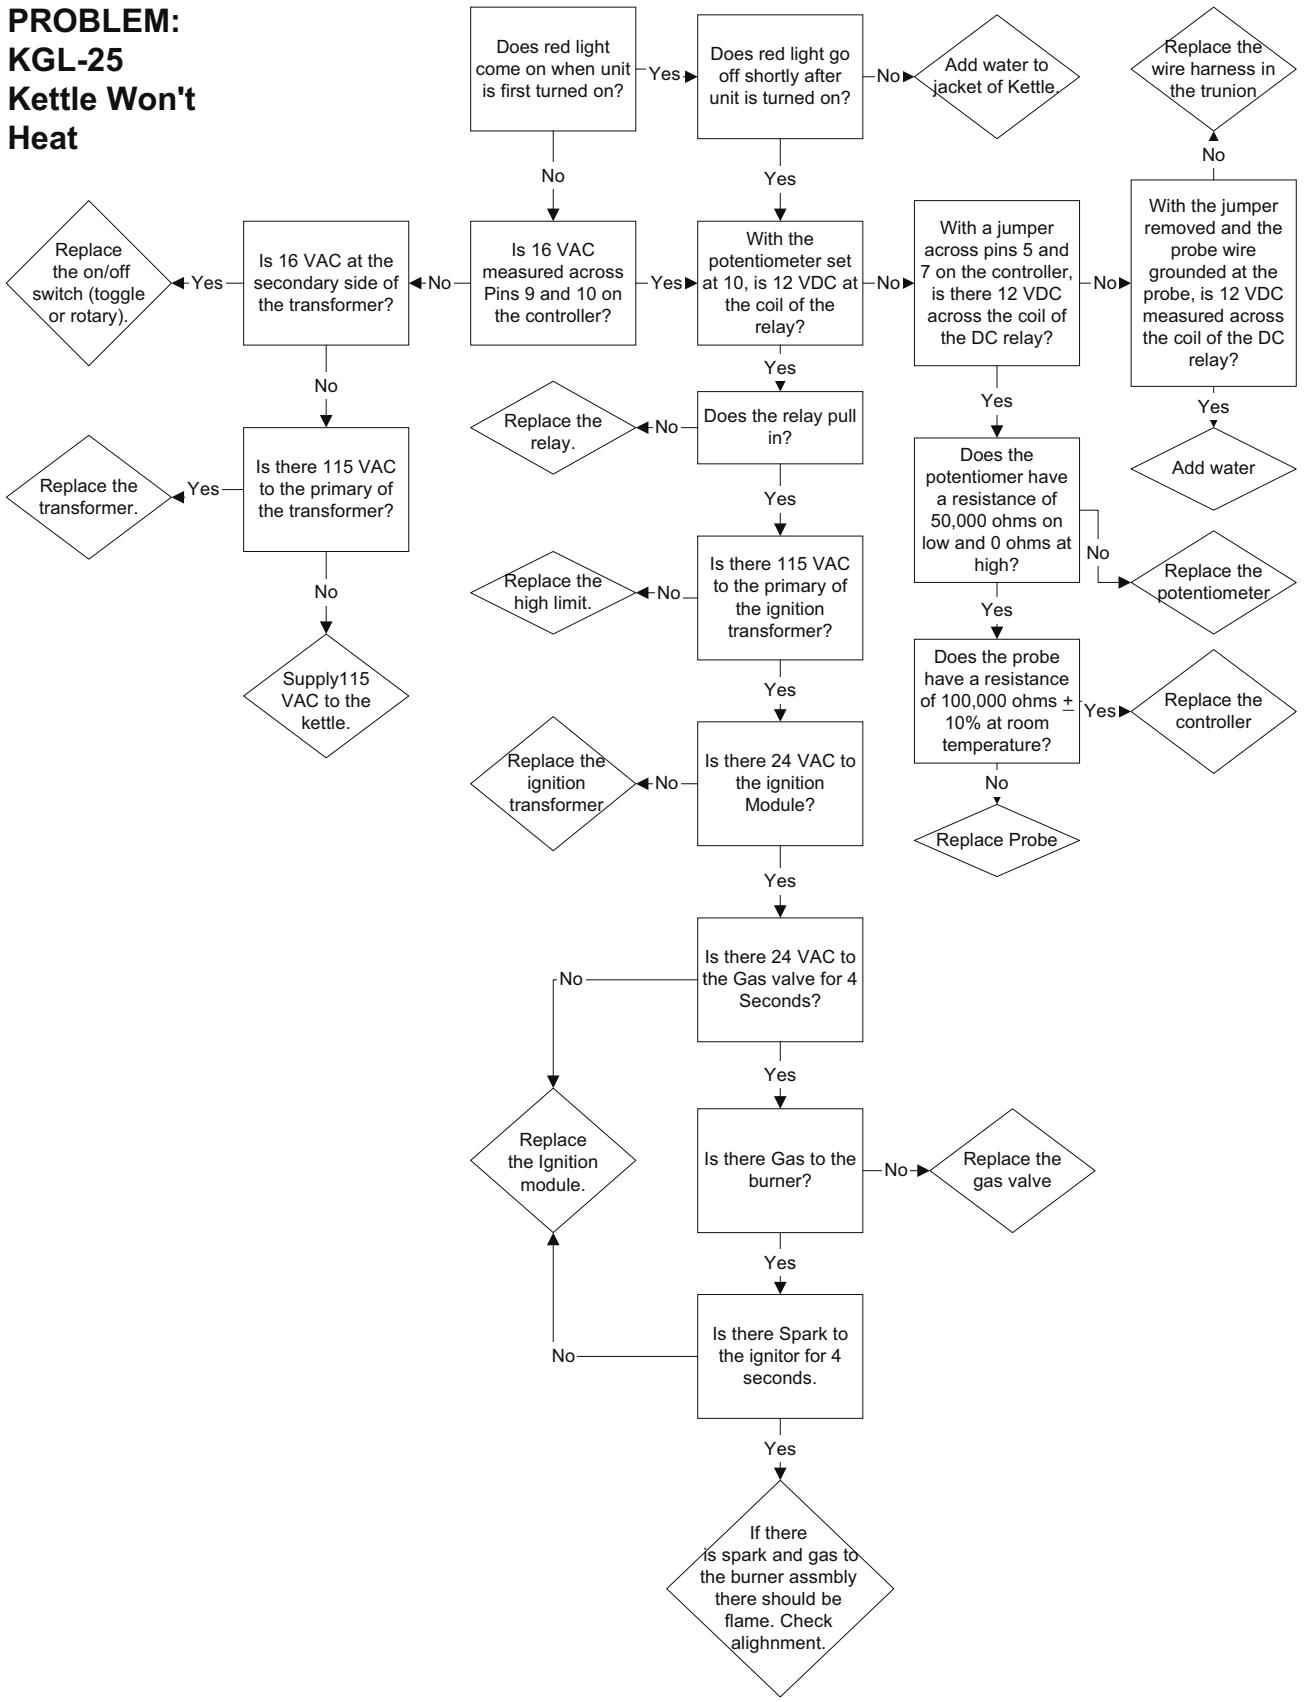 PROBLEM:
KGL-25
Kettle Won't
Heat
Does red light
come on when unit
is first turned on?
Yes
Does red light go
off shortly after
unit is turned on?
No
Add water to
jacket of Kettle.
Replace the
wire harness in
the trunion
No
No
Yes
Replace
the on/off
switch (toggle
or rotary).
Yes
Is 16 VAC at the
secondary side of
the transformer?
No
Is 16 VAC
measured across
Pins 9 and 10 on
the controller?
Yes
With the
potentiometer set
at 10, is 12 VDC at
the coil of the
relay?
No
With a jumper
across pins 5 and
7 on the controller,
is there 12 VDC
across the coil of
the DC relay?
No
With the jumper
removed and the
probe wire
grounded at the
probe, is 12 VDC
measured across
the coil of the DC
relay?
No
Yes
Yes
Yes
Replace the
relay.
No
Does the relay pull
in?
Add water
Replace the
transformer.
Yes
Is there 115 VAC
to the primary of
the transformer?
Yes
Does the
potentiomer have
a resistance of
50,000 ohms on
low and 0 ohms at
high?
No
Replace the
potentiometer
No
Replace the
high limit.
No
Is there 115 VAC
to the primary of
the ignition
transformer?
Yes
Supply115
VAC to the
kettle.
Yes
Does the probe
have a resistance
of 100,000 ohms +
10% at room
temperature?
Yes
Replace the
controller
Replace the
ignition
transformer
No
Is there 24 VAC to
the ignition
Module?
No
Replace Probe
Yes
Is there 24 VAC to
the Gas valve for 4
Seconds?
No
Yes
Replace
the Ignition
module.
Is there Gas to the
burner?
No
Replace the
gas valve
Yes
Is there Spark to
the ignitor for 4
seconds.
No
Yes
If there
is spark and gas to
the burner assmbly
there should be
flame. Check
alighnment.